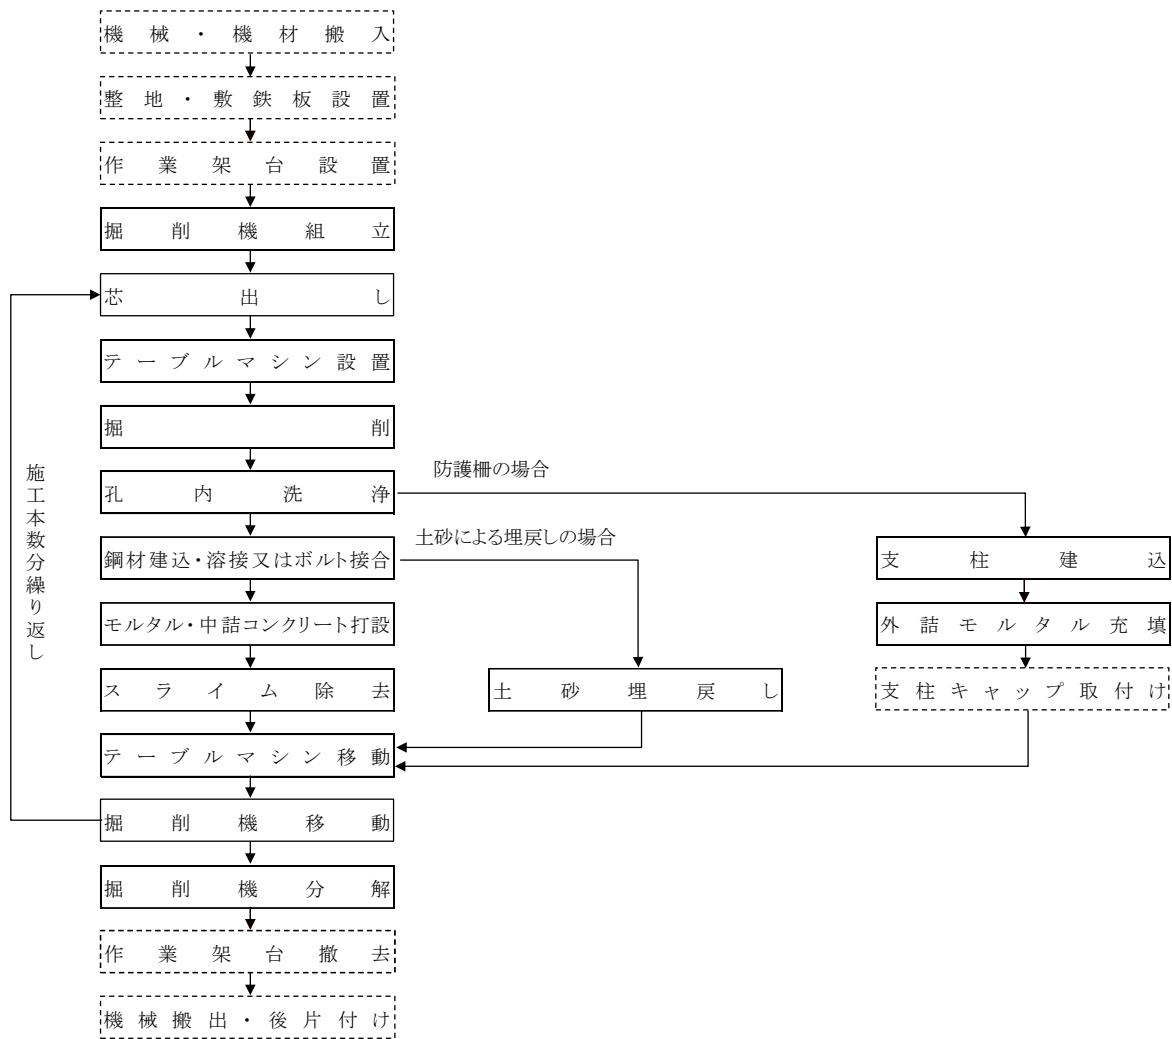 機械・機材搬入
整地・敷鉄板設置
作業架台設置
掘削機組立
芯出し
テーブルマシン設置
掘削
孔内洗浄
防護柵の場合
鋼材建込・溶接又はボルト接合
土砂による埋戻しの場合
支柱建込
モルタル・中詰コンクリート打設
外詰モルタル充填
スライム除去
土砂埋戻し
支柱キャップ取付け
テーブルマシン移動
掘削機移動
施工本数分繰り返し
掘削機分解
作業架台撤去
機械搬出・後片付け